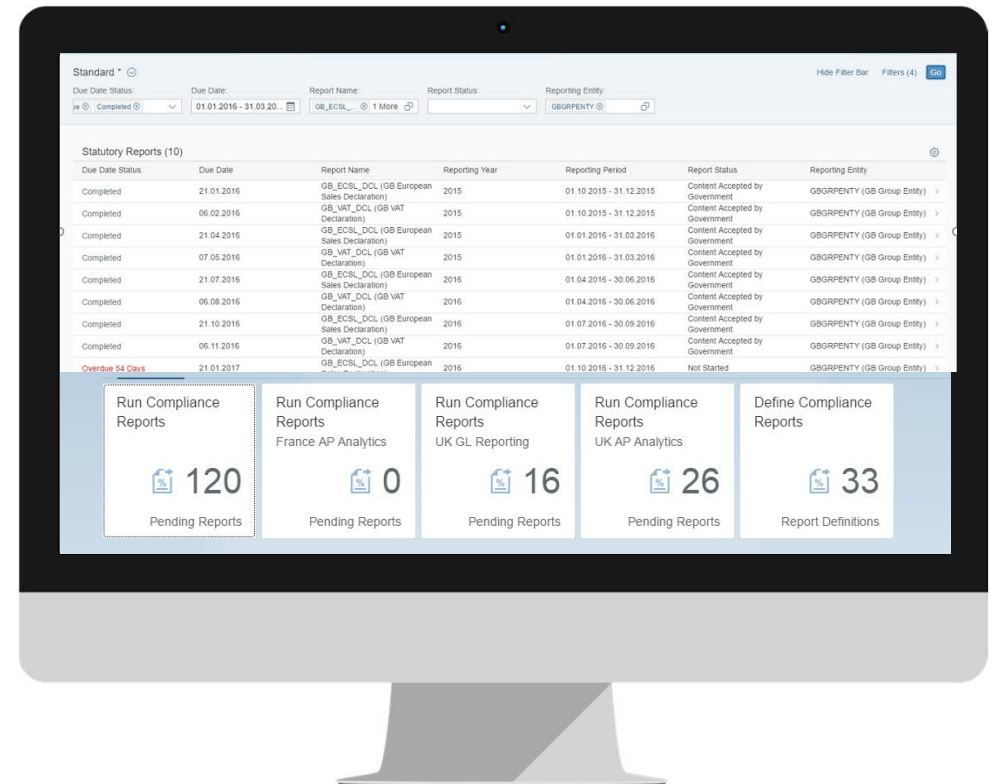 Standard *
Hide Filter Bar Filters (4) Go
Due Date Status: Due Date: Report Name: Report Status: Reporting Entity:
Completed 01.01.2016 - 31.03.20... GB_ECSL_... 1 More GBGRPENTY
Statutory Reports (10)
Due Date Status Due Date Report Name Reporting Year Reporting Period Report Status Reporting Entity
Completed 21.01.2016 GB_ECSL_DCL (GB European 2015 01.10.2015 - 31.12.2015 Content Accepted by GBGRPENTY (GB Group Entity)
Sales Declaration) Government
Completed 06.02.2016 GB_VAT_DCL (GB VAT 2015 01.10.2015 - 31.12.2015 Content Accepted by GBGRPENTY (GB Group Entity)
Declaration) Government
Completed 21.04.2016 GB_ECSL_DCL (GB European 2015 01.01.2016 - 31.03.2016 Content Accepted by GBGRPENTY (GB Group Entity)
Sales Declaration) Government
Completed 07.05.2016 GB_VAT_DCL (GB VAT 2015 01.01.2016 - 31.03.2016 Content Accepted by GBGRPENTY (GB Group Entity)
Declaration) Government
Completed 21.07.2016 GB_ECSL_DCL (GB European 2016 01.04.2016 - 30.06.2016 Content Accepted by GBGRPENTY (GB Group Entity)
Sales Declaration) Government
Completed 06.08.2016 GB_VAT_DCL (GB VAT 2016 01.04.2016 - 30.06.2016 Content Accepted by GBGRPENTY (GB Group Entity)
Declaration) Government
Completed 21.10.2016 GB_ECSL_DCL (GB European 2016 01.07.2016 - 30.09.2016 Content Accepted by GBGRPENTY (GB Group Entity)
Sales Declaration) Government
Completed 06.11.2016 GB_VAT_DCL (GB VAT 2016 01.07.2016 - 30.09.2016 Content Accepted by GBGRPENTY (GB Group Entity)
Declaration) Government
Overdue 54 Days 21.01.2017 GB_ECSL_DCL (GB European 2016 01.10.2016 - 31.12.2016 Not Started GBGRPENTY (GB Group Entity)
Run Compliance Run Compliance Run Compliance Run Compliance Define Compliance
Reports Reports Reports Reports Reports
France AP Analytics UK GL Reporting UK AP Analytics
% 120 % 0 % 16 % 26 % 33
Pending Reports Pending Reports Pending Reports Pending Reports Report Definitions